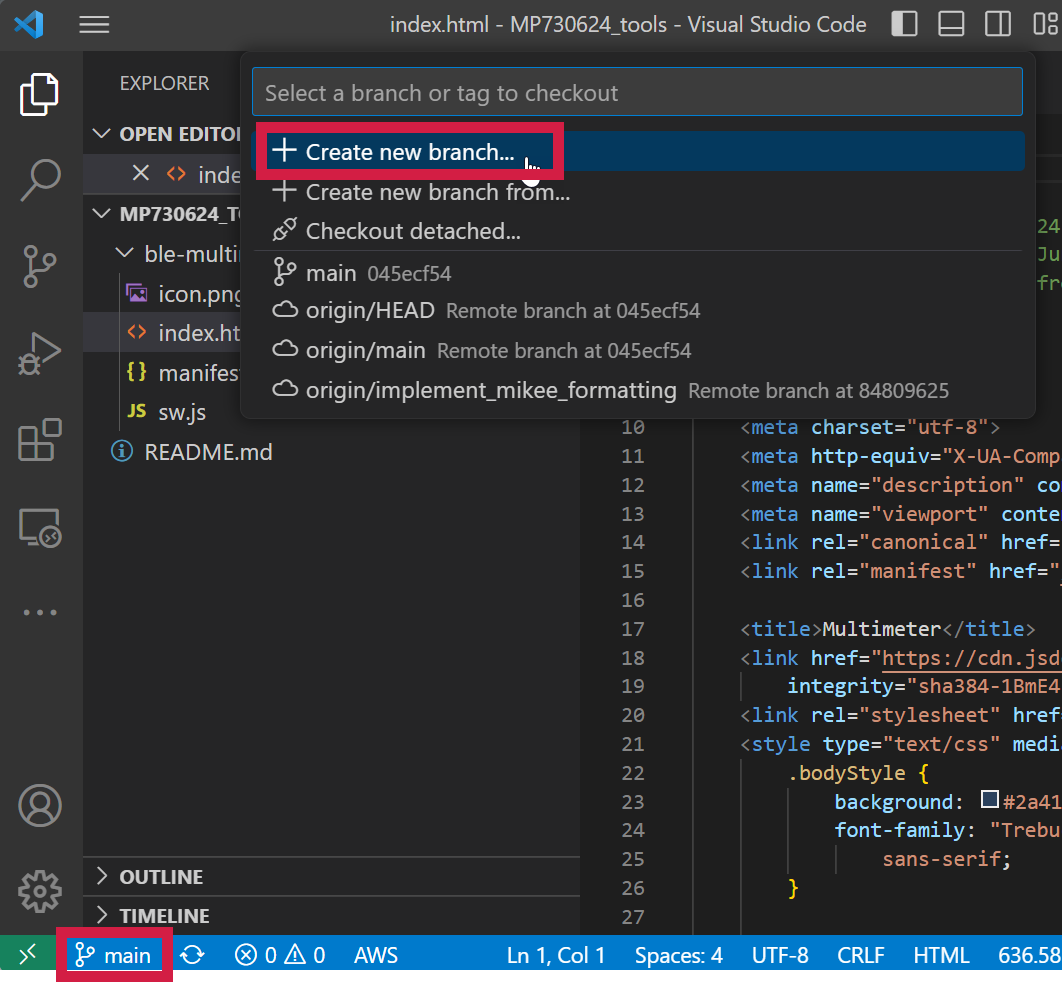 index.html - MP730624_tools - Visual Studio Code
EXPLORER
Select a branch or tag to checkout
OPEN EDITO
Create new branch...
inde
Create new branch from...
MP730624_T
24
Checkout detached...
ble-multi
Ju
main 045ecf54
fr
icon.png
origin/HEAD Remote branch at 045ecf54
index.ht
origin/main Remote branch at 045ecf54
{} manifes
origin/implement_mikee_formatting Remote branch at 84809625
JS sw.js
10 <meta charset="utf-8">
README.md
11 <meta http-equiv="X-UA-Comp
12 <meta name="description" co
13 <meta name="viewport" conte
14 <link rel="canonical" href=
15 <link rel="manifest" href="
16
17 <title>Multimeter</title>
18 <link href="https://cdn.jsd
19 integrity="sha384-1BmE4
20 <link rel="stylesheet" href
21 <style type="text/css" medi
22 .bodyStyle {
23 background: #2a41
24 font-family: "Trebu
25 sans-serif;
26 }
27
OUTLINE
TIMELINE
main 0 0 AWS Ln 1, Col 1 Spaces: 4 UTF-8 CRLF HTML 636.58